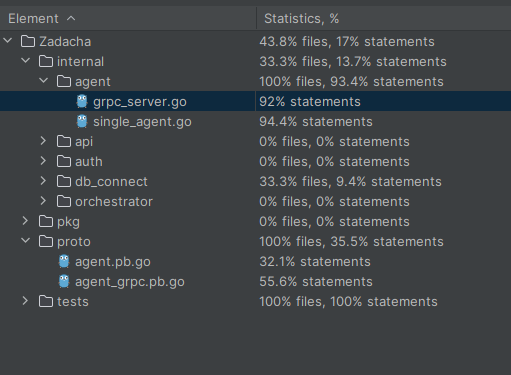 Element Statistics, %
Zadacha 43.8% files, 17% statements
internal 33.3% files, 13.7% statements
agent 100% files, 93.4% statements
grpc_server.go 92% statements
single_agent.go 94.4% statements
api 0% files, 0% statements
auth 0% files, 0% statements
db_connect 33.3% files, 9.4% statements
orchestrator 0% files, 0% statements
pkg 0% files, 0% statements
proto 100% files, 35.5% statements
agent.pb.go 32.1% statements
agent_grpc.pb.go 55.6% statements
tests 100% files, 100% statements